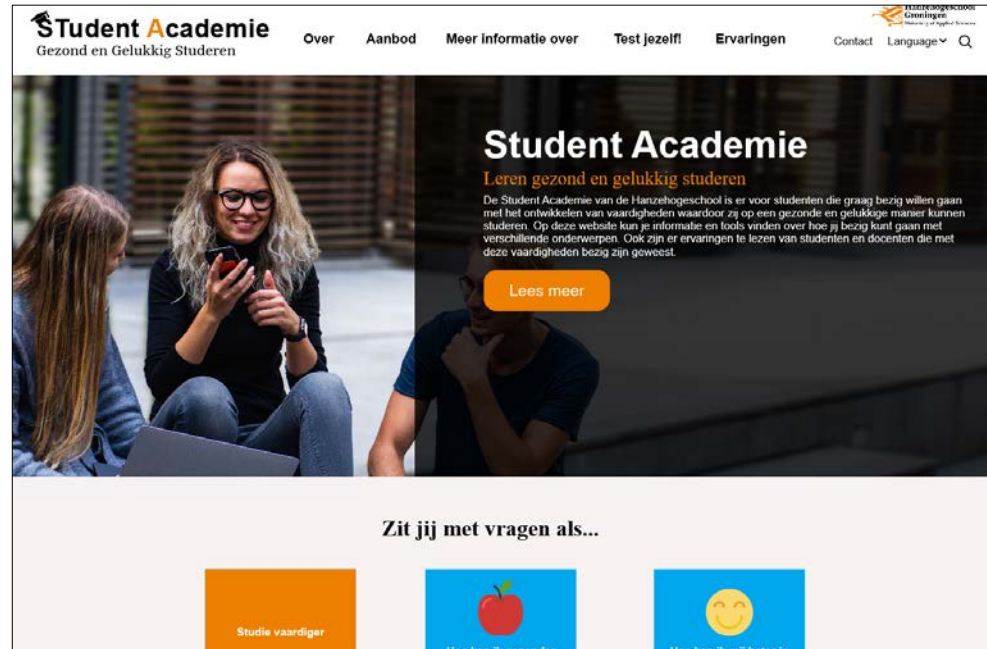 STudent Academie
Gezond en Gelukkig Studeren
Over
Aanbod
Meer informatie over
Test jezelf!
Ervaringen
Hanzehogeschool
Groningen
University of Applied Sciences
Contact
Language
Student Academie
Leren gezond en gelukkig studeren
De Student Academie van de Hanzehogeschool is er voor studenten die graag bezig willen gaan
met het ontwikkelen van vaardigheden waardoor zij op een gezonde en gelukkige manier kunnen
studeren. Op deze website kun je informatie en tools vinden over hoe jij bezig kunt gaan met
verschillende onderwerpen. Ook zijn er ervaringen te lezen van studenten en docenten die met
deze vaardigheden bezig zijn geweest.
Lees meer
Zit jij met vragen als...
Studie vaardiger